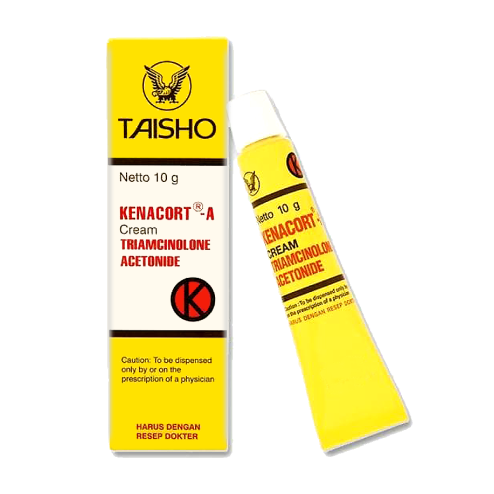 TAISHO
Netto 10 g
KENACORT®-A
Cream
TRIAMCINOLONE
ACETONIDE
K
Caution: To be dispensed
only by or on the
prescription of a physician
HARUS DENGAN
RESEP DOKTER
K
Netto 10 g
KENACORT®-A
CREAM
TRIAMCINOLONE
ACETONIDE
Caution: To be dispensed only by
or on the prescription of a physician
HARUS DENGAN RESEP DOKTER